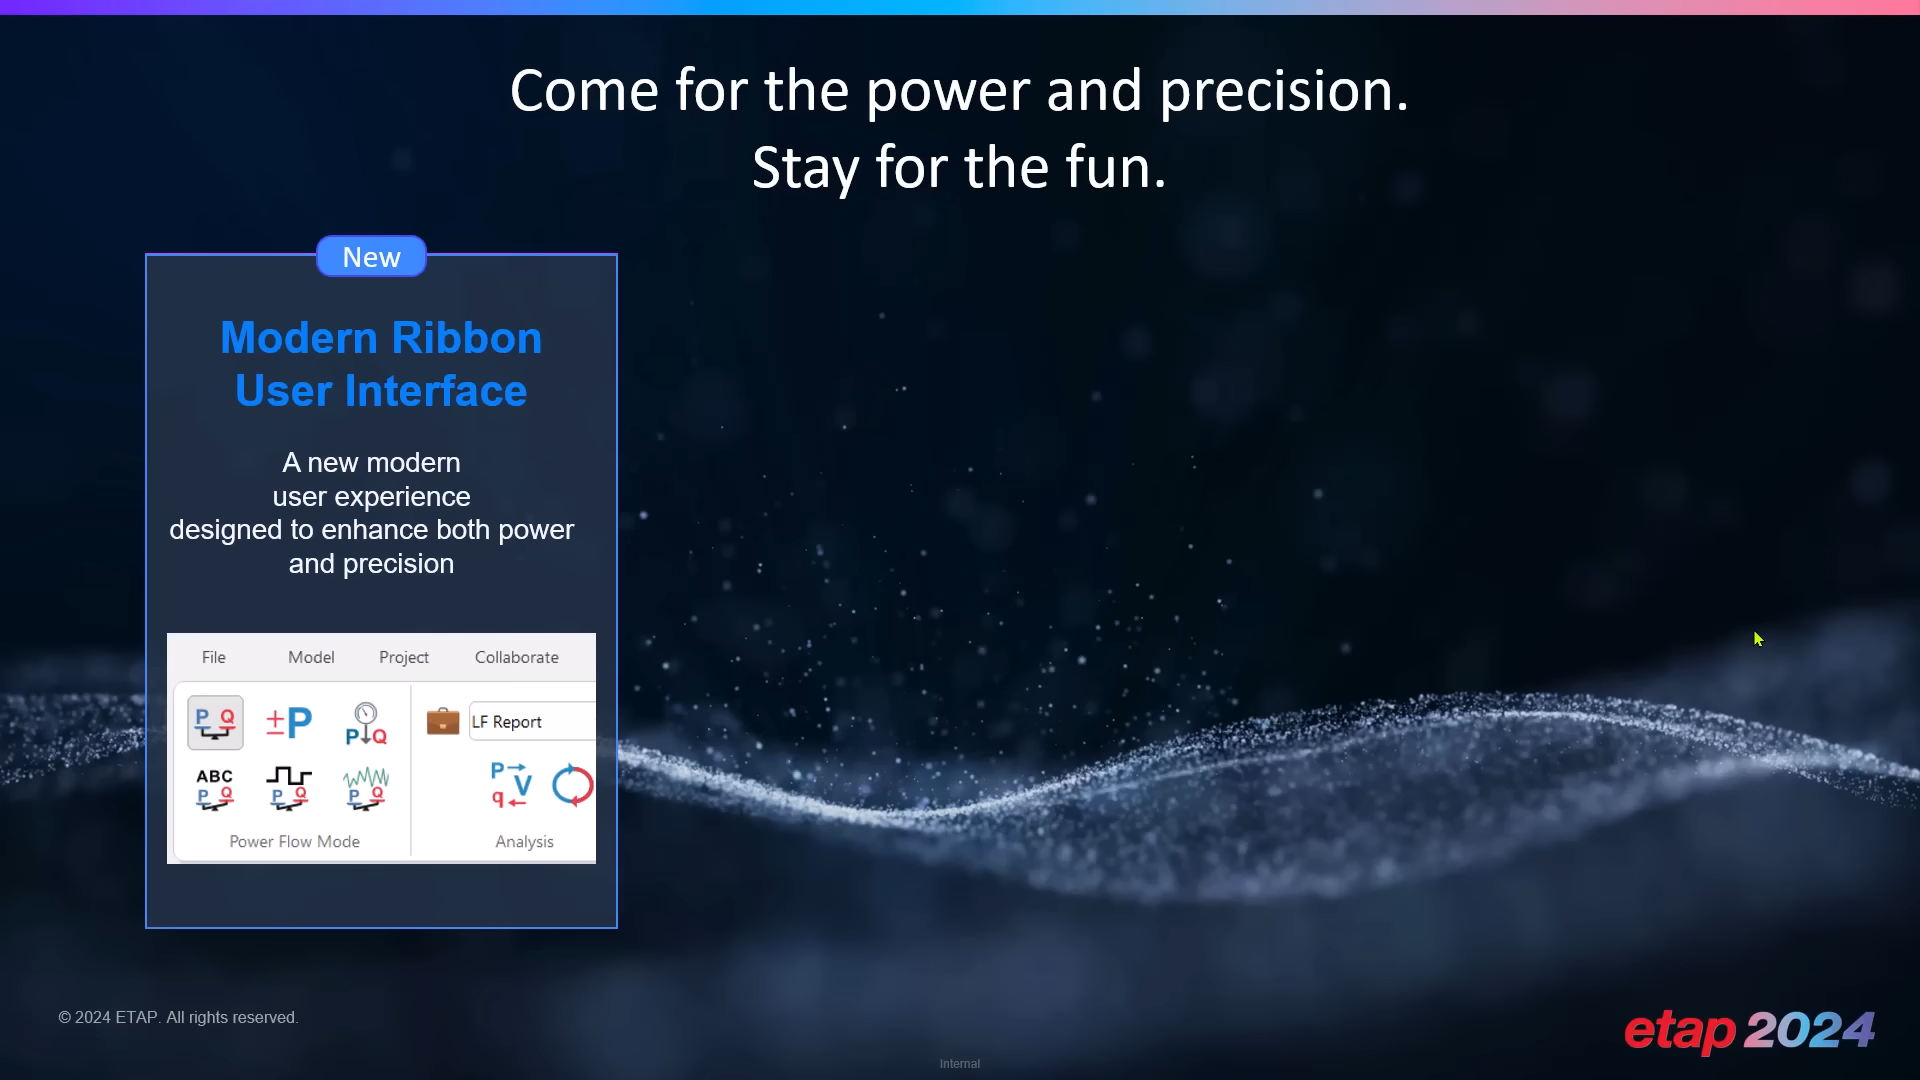 Come for the power and precision.
Stay for the fun.
New
Modern Ribbon
User Interface
A new modern
user experience
designed to enhance both power
and precision
File Model Project Collaborate
P Q ±P P Q LF Report
ABC
P Q P Q P Q P V q
Power Flow Mode Analysis
© 2024 ETAP. All rights reserved.
etap 2024
Internal